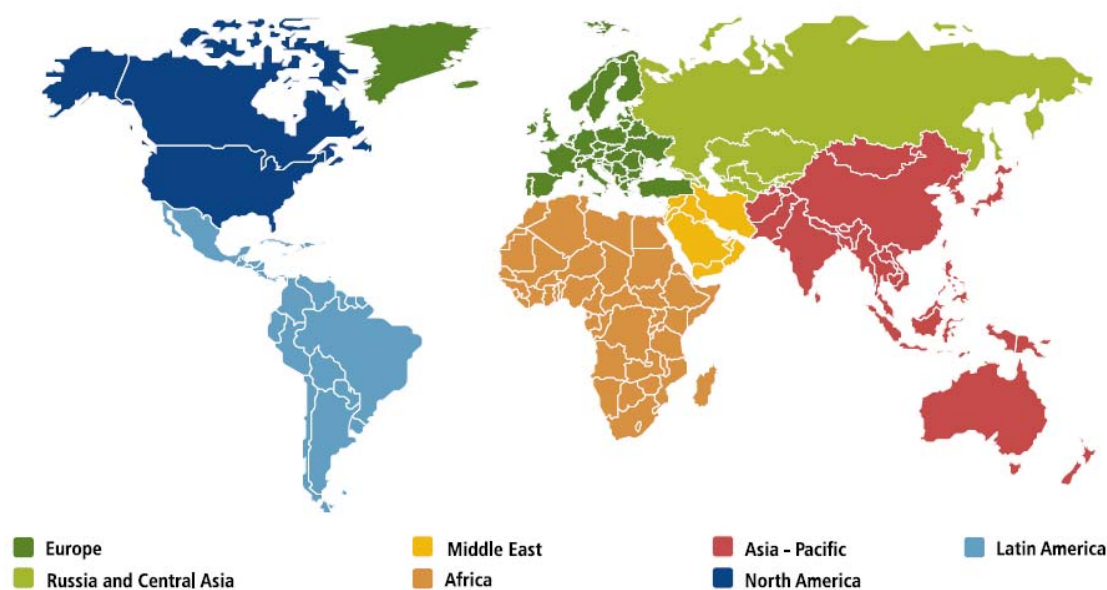 Europe
Middle East
Asia - Pacific
Latin America
Russia and Central Asia
Africa
North America